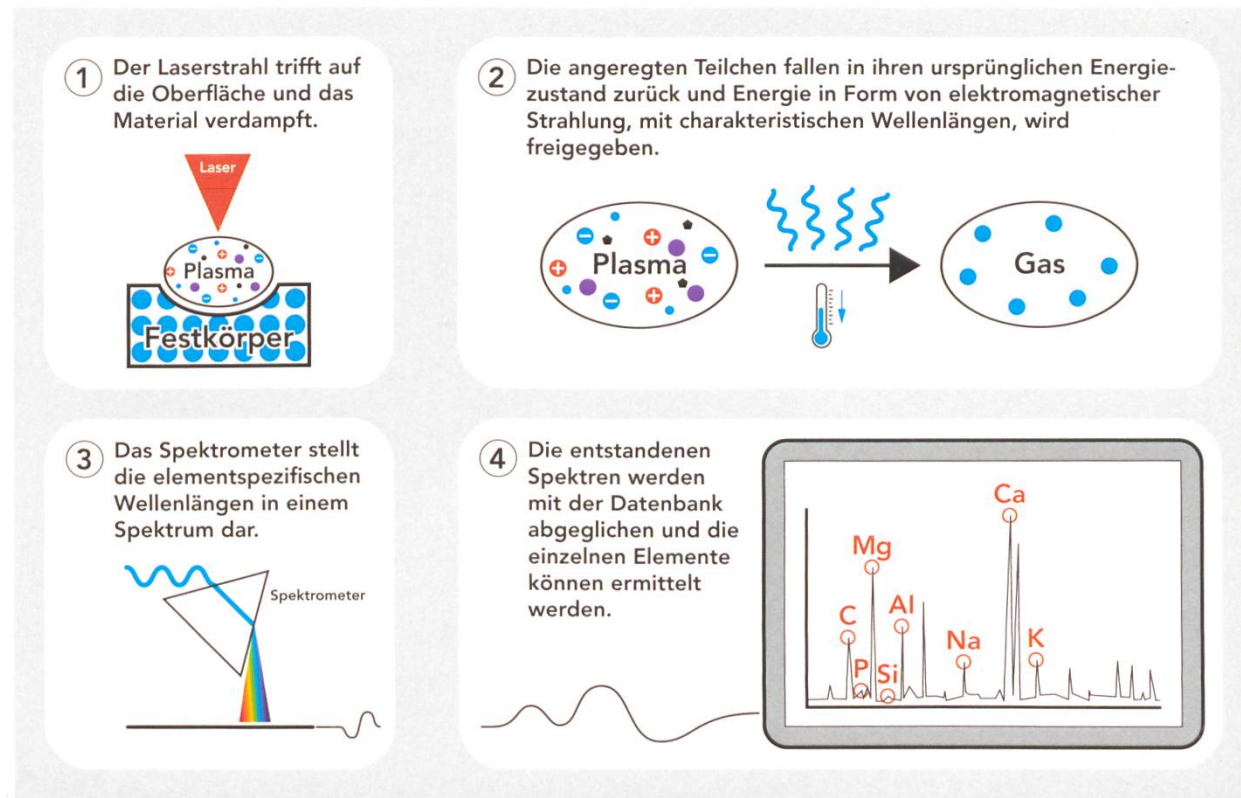 1
Der Laserstrahl trifft auf
die Oberfläche und das
Material verdampft.
Laser
Plasma
Festkörper
2
Die angeregten Teilchen fallen in ihren ursprünglichen Energie-
zustand zurück und Energie in Form von elektromagnetischer
Strahlung, mit charakteristischen Wellenlängen, wird
freigegeben.
Plasma
Gas
3
Das Spektrometer stellt
die elementspezifischen
Wellenlängen in einem
Spektrum dar.
Spektrometer
4
Die entstandenen
Spektren werden
mit der Datenbank
abgeglichen und die
einzelnen Elemente
können ermittelt
werden.
C
P
Mg
Si
Al
Na
Ca
K